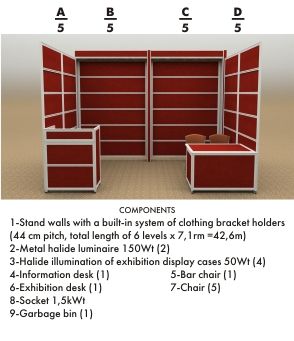 A B C D
5 5 5 5
COMPONENTS
1-Stand walls with a built-in system of clothing bracket holders
(44 cm pitch, total length of 6 levels x 7,1rm =42,6m)
2-Metal halide luminaire 150Wt (2)
3-Halide illumination of exhibition display cases 50Wt (4)
4-Information desk (1) 5-Bar chair (1)
6-Exhibition desk (1) 7-Chair (5)
8-Socket 1,5kWt
9-Garbage bin (1)